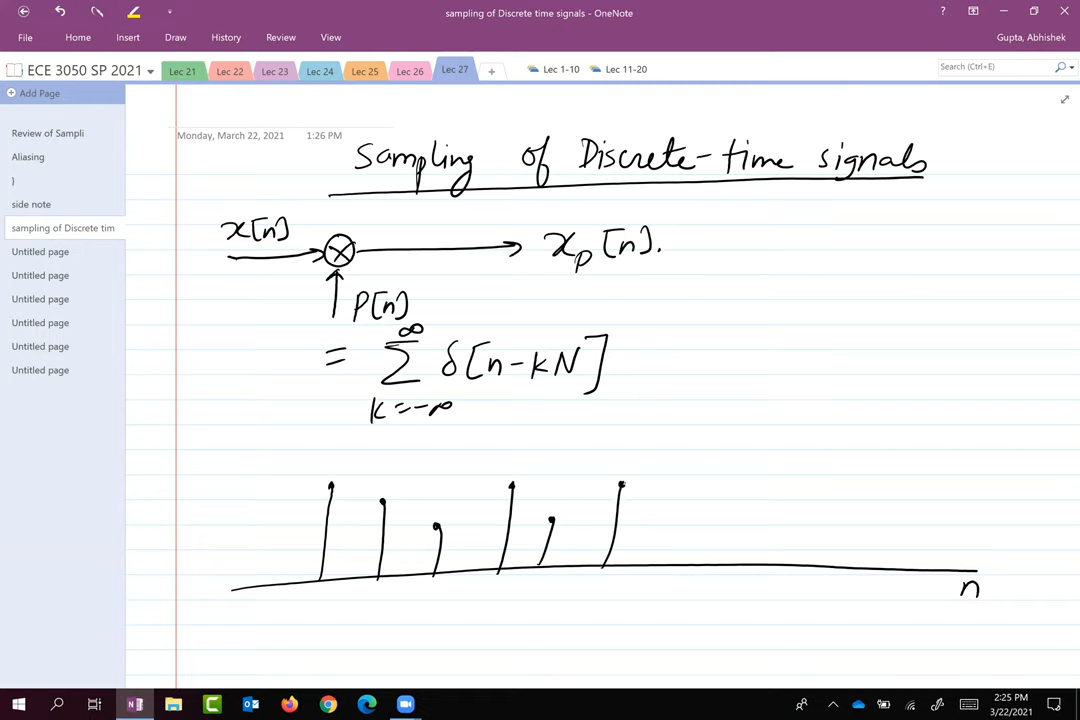 sampling of Discrete time signals - OneNote
Gupta, Abhishek
File Home Insert Draw History Review View
ECE 3050 SP 2021 Lec 21 Lec 22 Lec 23 Lec 24 Lec 25 Lec 26 Lec 27 + Lec 1-10 Lec 11-20
Search (Ctrl+E)
Add Page
Review of Sampli
Aliasing
}
side note
sampling of Discrete tim
Untitled page
Untitled page
Untitled page
Untitled page
Untitled page
Untitled page
Monday, March 22, 2021 1:26 PM
Sampling of Discrete-time signals
x[n] xₚ[n].
p[n]
= ∞ ∑ k=-∞ δ[n-kN]
n
2:25 PM
3/22/2021